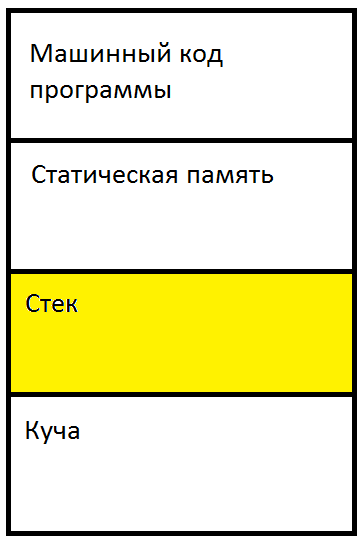 Машинный код
программы
Статическая память
Стек
Куча